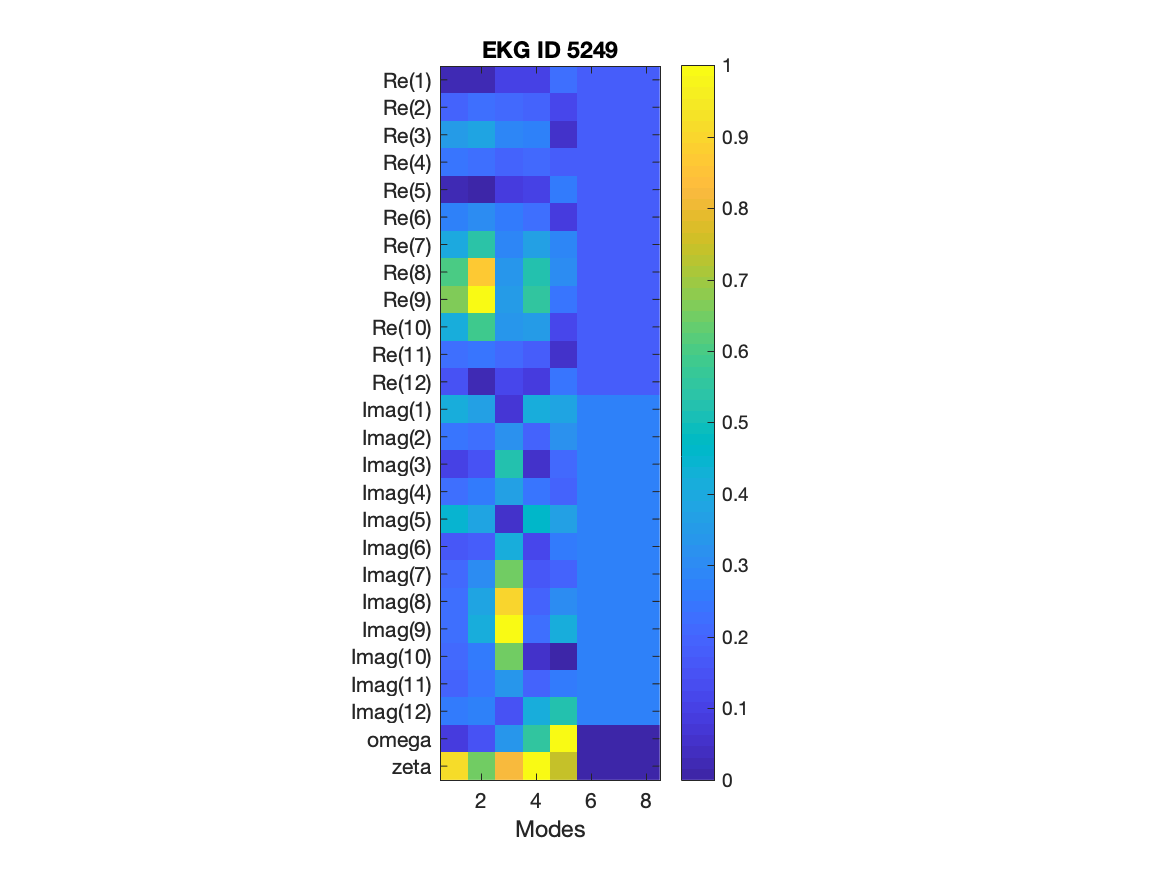 EKG ID 5249
Re(1)
Re(2)
Re(3)
Re(4)
Re(5)
Re(6)
Re(7)
Re(8)
Re(9)
Re(10)
Re(11)
Re(12)
Imag(1)
Imag(2)
Imag(3)
Imag(4)
Imag(5)
Imag(6)
Imag(7)
Imag(8)
Imag(9)
Imag(10)
Imag(11)
Imag(12)
omega
zeta
2 4 6 8
Modes
1
0.9
0.8
0.7
0.6
0.5
0.4
0.3
0.2
0.1
0